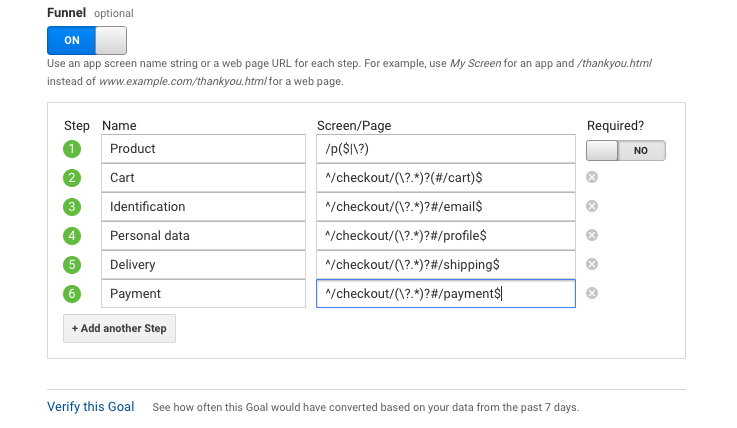 Funnel optional
ON
Use an app screen name string or a web page URL for each step. For example, use My Screen for an app and /thankyou.html
instead of www.example.com/thankyou.html for a web page.
Step Name Screen/Page Required?
1 Product /p($|\?) NO
2 Cart ^/checkout/(\?.*)?(#/cart)$
3 Identification ^/checkout/(\?.*)?#/email$
4 Personal data ^/checkout/(\?.*)?#/profile$
5 Delivery ^/checkout/(\?.*)?#/shipping$
6 Payment ^/checkout/(\?.*)?#/payment$
+ Add another Step
Verify this Goal See how often this Goal would have converted based on your data from the past 7 days.